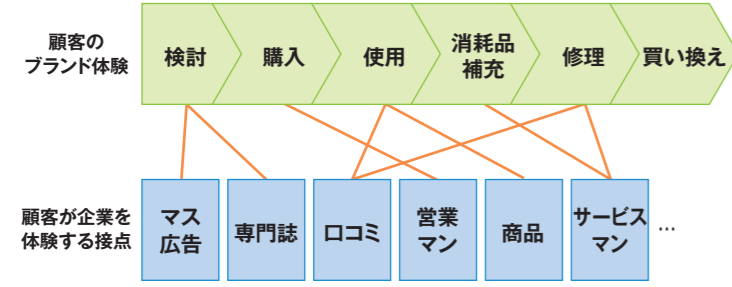 顧客の
ブランド体験
検討
購入
使用
消耗品
補充
修理
買い換え
顧客が企業を
体験する接点
マス
広告
専門誌
口コミ
営業
マン
商品
サービス
マン
…